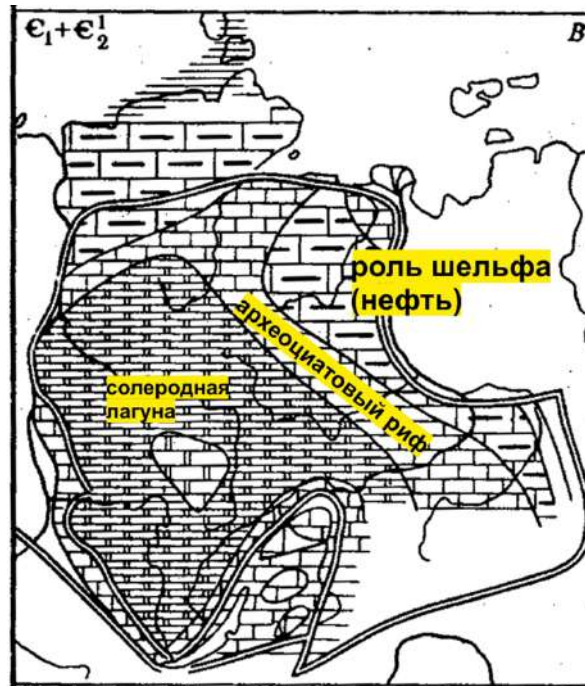 Є₁+Є₂¹
В
роль шельфа
(нефть)
археоциатовый риф
солеродная
лагуна